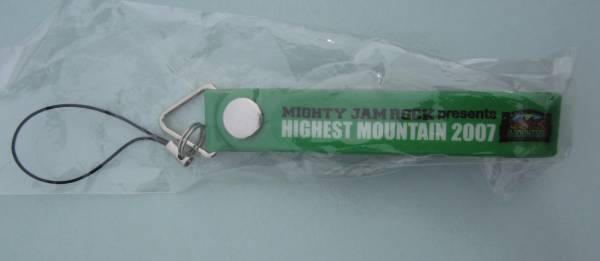 MIGHTY JAM ROCK presents
HIGHEST MOUNTAIN 2007